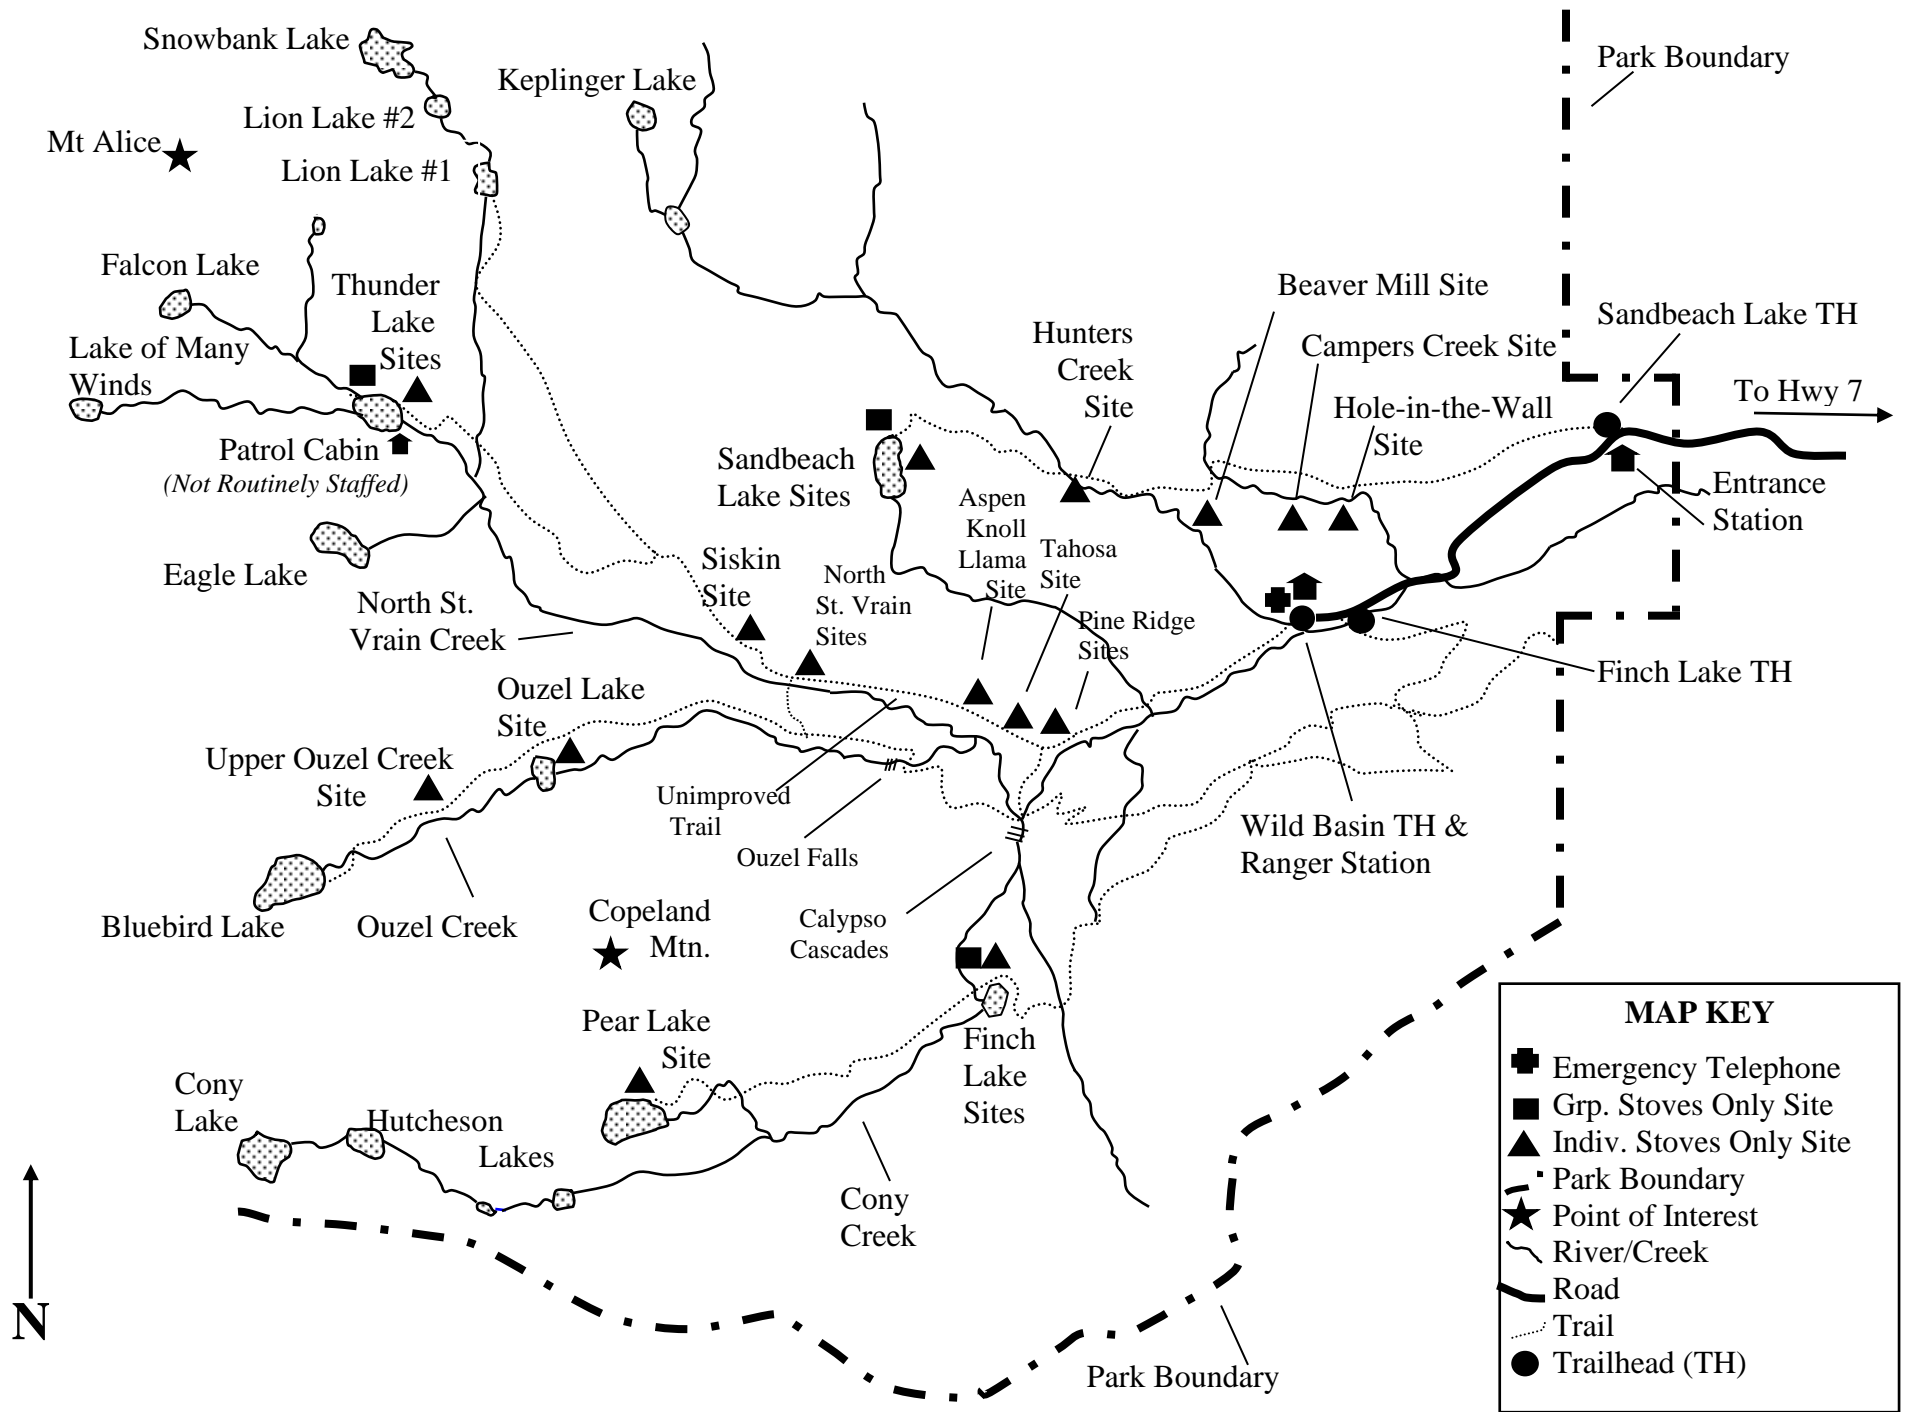 Snowbank Lake
Keplinger Lake
Park Boundary
Lion Lake #2
Mt Alice
Lion Lake #1
Falcon Lake
Thunder
Lake
Sites
Lake of Many
Winds
Patrol Cabin
(Not Routinely Staffed)
Eagle Lake
North St.
Vrain Creek
Beaver Mill Site
Hunters
Creek
Site
Campers Creek Site
Hole-in-the-Wall
Site
Sandbeach Lake TH
To Hwy 7
Entrance
Station
Sandbeach
Lake Sites
Aspen
Knoll
Llama
Site
Tahosa
Site
Siskin
Site
North
St. Vrain
Sites
Pine Ridge
Sites
Finch Lake TH
Ouzel Lake
Site
Upper Ouzel Creek
Site
Unimproved
Trail
Ouzel Falls
Wild Basin TH &
Ranger Station
Bluebird Lake
Ouzel Creek
Copeland
Mtn.
Calypso
Cascades
Pear Lake
Site
Finch
Lake
Sites
Cony
Lake
Hutcheson
Lakes
Cony
Creek
Park Boundary
N
MAP KEY
Emergency Telephone
Grp. Stoves Only Site
Indiv. Stoves Only Site
Park Boundary
Point of Interest
River/Creek
Road
Trail
Trailhead (TH)